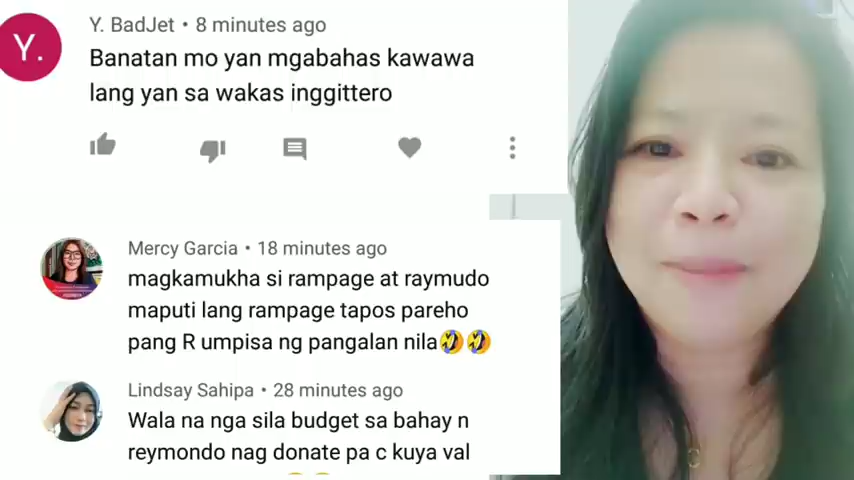 Y.
Y. BadJet • 8 minutes ago
Banatan mo yan mgabahas kawawa
lang yan sa wakas inggittero
Mercy Garcia • 18 minutes ago
magkamukha si rampage at raymudo
maputi lang rampage tapos pareho
pang R umpisa ng pangalan nila🤣🤣
Lindsay Sahipa • 28 minutes ago
Wala na nga sila budget sa bahay n
reymondo nag donate pa c kuya val